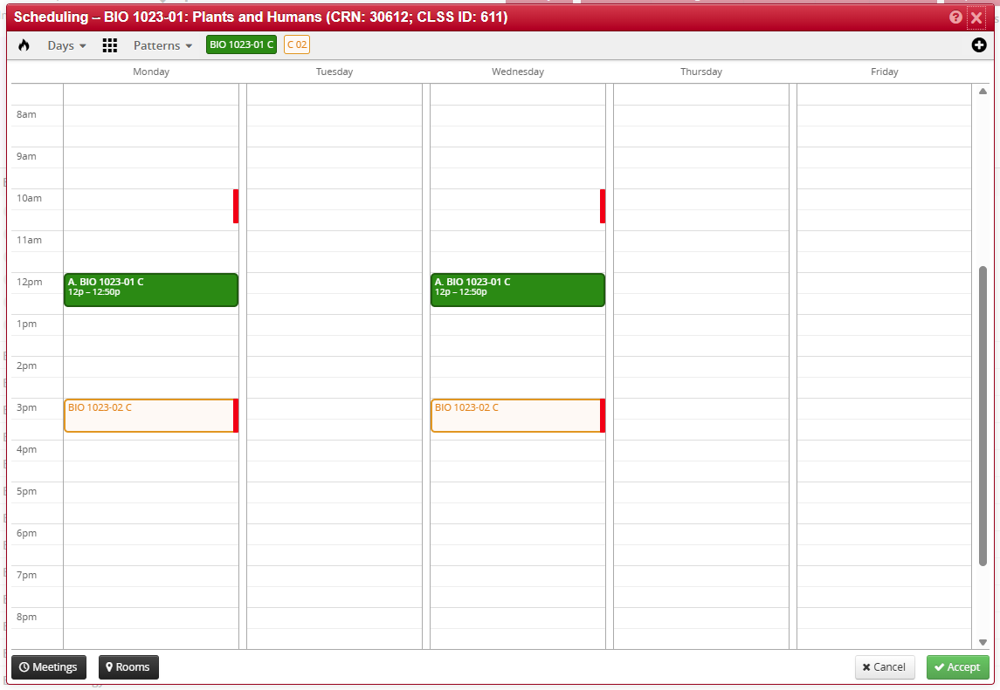 Scheduling – BIO 1023-01: Plants and Humans (CRN: 30612; CLSS ID: 611)
Days Patterns BIO 1023-01 C C 02
Monday Tuesday Wednesday Thursday Friday
8am
9am
10am
11am
12pm
A. BIO 1023-01 C
12p – 12:50p
A. BIO 1023-01 C
12p – 12:50p
1pm
2pm
3pm
BIO 1023-02 C
BIO 1023-02 C
4pm
5pm
6pm
7pm
8pm
Meetings Rooms Cancel Accept